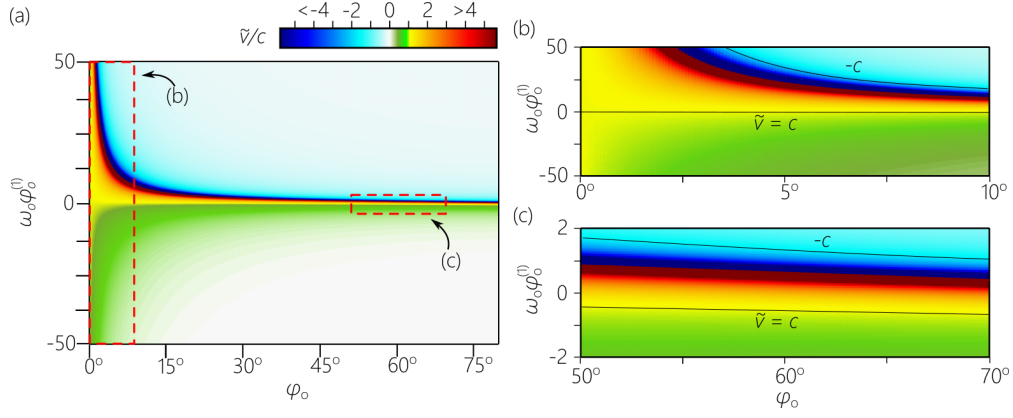 (a)
ṽ/c
<-4 -2 0 2 >4
50
0
-50
ωₒφₒ⁽¹⁾
(b)
(c)
0° 15° 30° 45° 60° 75°
φₒ
(b)
50
0
-50
ωₒφₒ⁽¹⁾
-c
ṽ = c
0° 5° 10°
(c)
2
0
-2
ωₒφₒ⁽¹⁾
-c
ṽ = c
50° 60° 70°
φₒ